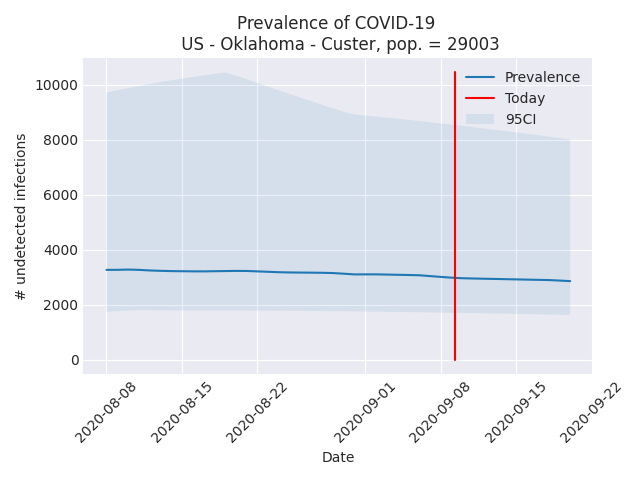 Prevalence of COVID-19
US - Oklahoma - Custer, pop. = 29003
Prevalence
Today
95CI
10000
8000
6000
4000
2000
0
# undetected infections
2020-08-08
2020-08-15
2020-08-22
2020-09-01
2020-09-08
2020-09-15
2020-09-22
Date